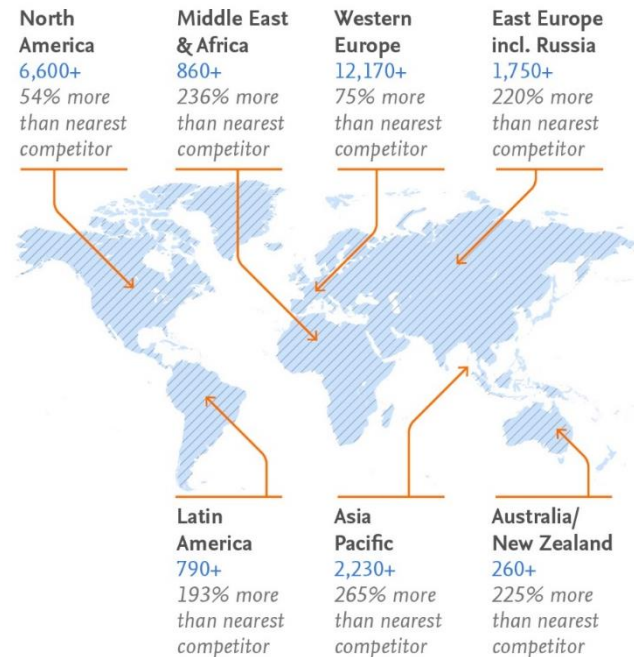 North
America
6,600+
54% more
than nearest
competitor
Middle East
& Africa
860+
236% more
than nearest
competitor
Western
Europe
12,170+
75% more
than nearest
competitor
East Europe
incl. Russia
1,750+
220% more
than nearest
competitor
Latin
America
790+
193% more
than nearest
competitor
Asia
Pacific
2,230+
265% more
than nearest
competitor
Australia/
New Zealand
260+
225% more
than nearest
competitor